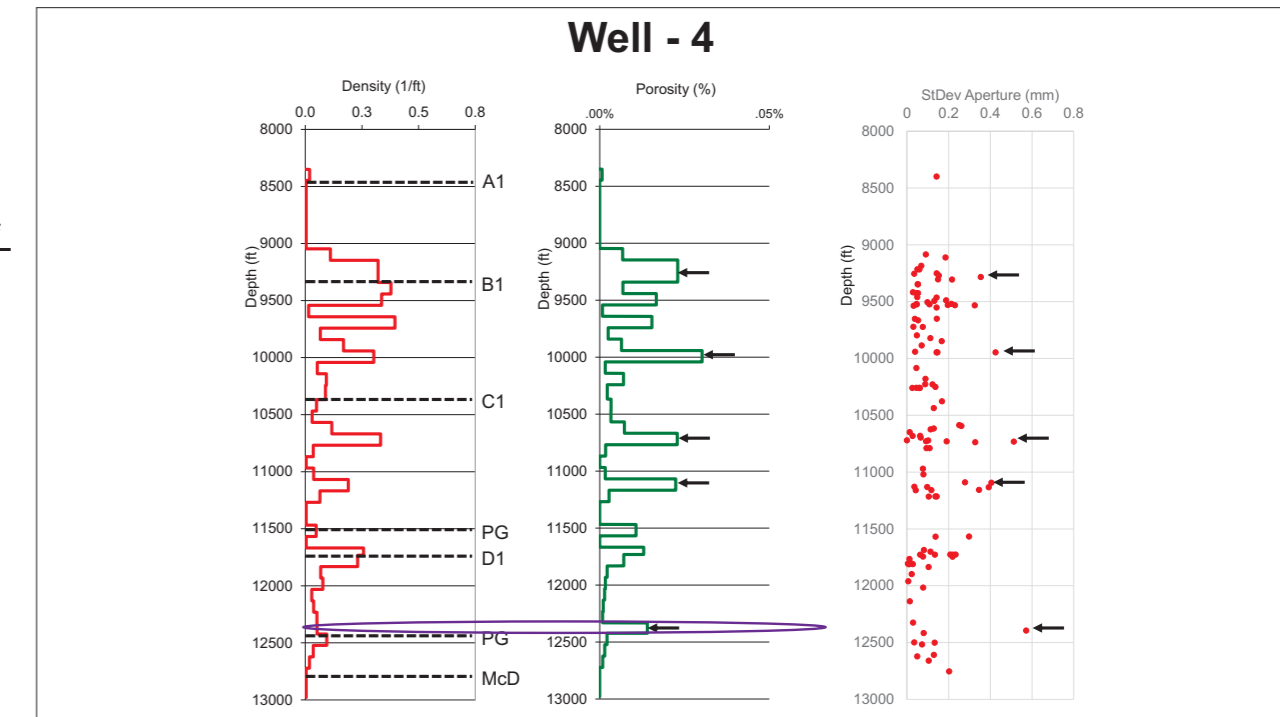 Well - 4
Density (1/ft)
0.0 0.3 0.5 0.8
Depth (ft)
8000
8500
9000
9500
10000
10500
11000
11500
12000
12500
13000
A1
B1
C1
PG
D1
PG
McD
Porosity (%)
.00% .05%
Depth (ft)
8000
8500
9000
9500
10000
10500
11000
11500
12000
12500
13000
StDev Aperture (mm)
0 0.2 0.4 0.6 0.8
Depth (ft)
8000
8500
9000
9500
10000
10500
11000
11500
12000
12500
13000